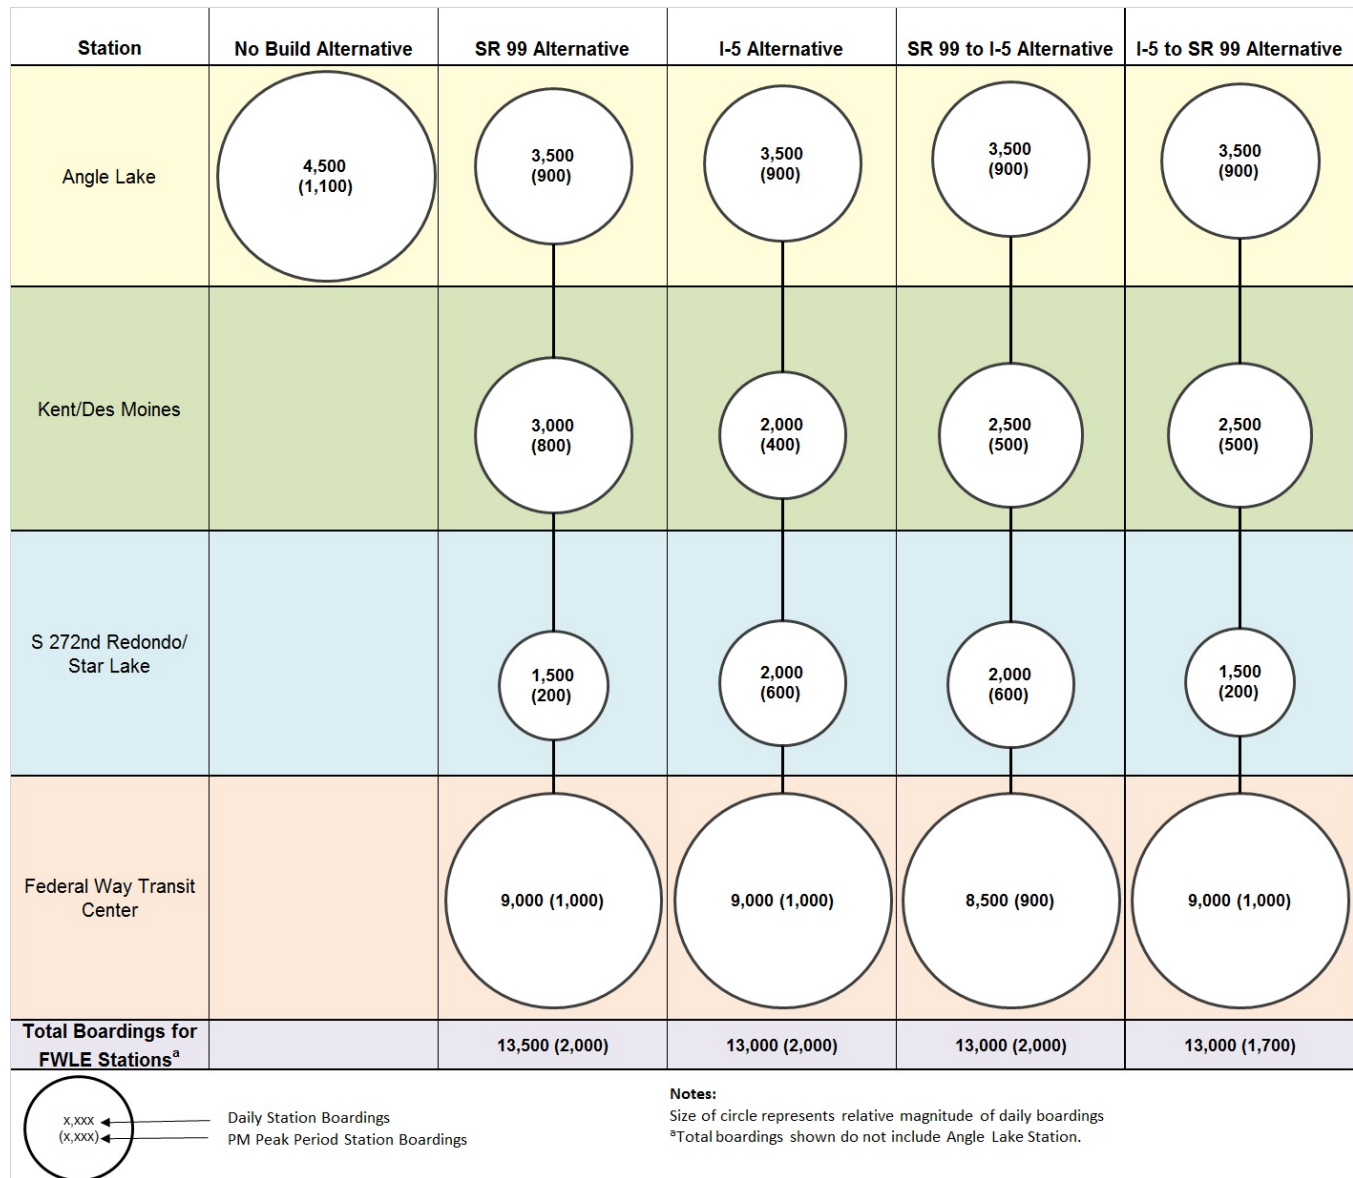 Station No Build Alternative SR 99 Alternative I-5 Alternative SR 99 to I-5 Alternative I-5 to SR 99 Alternative
Angle Lake
4,500
(1,100)
3,500
(900)
3,500
(900)
3,500
(900)
3,500
(900)
Kent/Des Moines
3,000
(800)
2,000
(400)
2,500
(500)
2,500
(500)
S 272nd Redondo/
Star Lake
1,500
(200)
2,000
(600)
2,000
(600)
1,500
(200)
Federal Way Transit
Center
9,000 (1,000)
9,000 (1,000)
8,500 (900)
9,000 (1,000)
Total Boardings for
FWLE Stationsa
13,500 (2,000)
13,000 (2,000)
13,000 (2,000)
13,000 (1,700)
x,xxx
(x,xxx)
Daily Station Boardings
PM Peak Period Station Boardings
Notes:
Size of circle represents relative magnitude of daily boardings
aTotal boardings shown do not include Angle Lake Station.